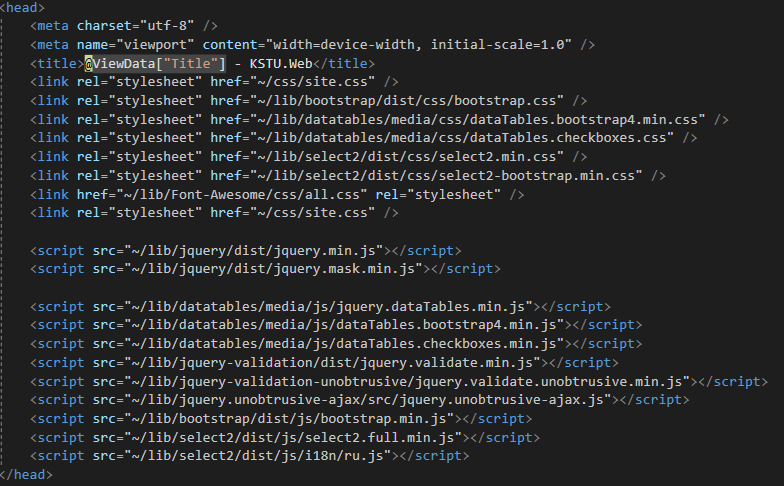 <head>
<meta charset="utf-8" />
<meta name="viewport" content="width=device-width, initial-scale=1.0" />
<title>@ViewData["Title"] - KSTU.Web</title>
<link rel="stylesheet" href="~/css/site.css" />
<link rel="stylesheet" href="~/lib/bootstrap/dist/css/bootstrap.css" />
<link rel="stylesheet" href="~/lib/datatables/media/css/dataTables.bootstrap4.min.css" />
<link rel="stylesheet" href="~/lib/datatables/media/css/dataTables.checkboxes.css" />
<link rel="stylesheet" href="~/lib/select2/dist/css/select2.min.css" />
<link rel="stylesheet" href="~/lib/select2/dist/css/select2-bootstrap.min.css" />
<link href="~/lib/Font-Awesome/css/all.css" rel="stylesheet" />
<link rel="stylesheet" href="~/css/site.css" />
<script src="~/lib/jquery/dist/jquery.min.js"></script>
<script src="~/lib/jquery/dist/jquery.mask.min.js"></script>
<script src="~/lib/datatables/media/js/jquery.dataTables.min.js"></script>
<script src="~/lib/datatables/media/js/dataTables.bootstrap4.min.js"></script>
<script src="~/lib/datatables/media/js/dataTables.checkboxes.min.js"></script>
<script src="~/lib/jquery-validation/dist/jquery.validate.min.js"></script>
<script src="~/lib/jquery-validation-unobtrusive/jquery.validate.unobtrusive.min.js"></script>
<script src="~/lib/jquery.unobtrusive-ajax/src/jquery.unobtrusive-ajax.js"></script>
<script src="~/lib/bootstrap/dist/js/bootstrap.min.js"></script>
<script src="~/lib/select2/dist/js/select2.full.min.js"></script>
<script src="~/lib/select2/dist/js/i18n/ru.js"></script>
</head>